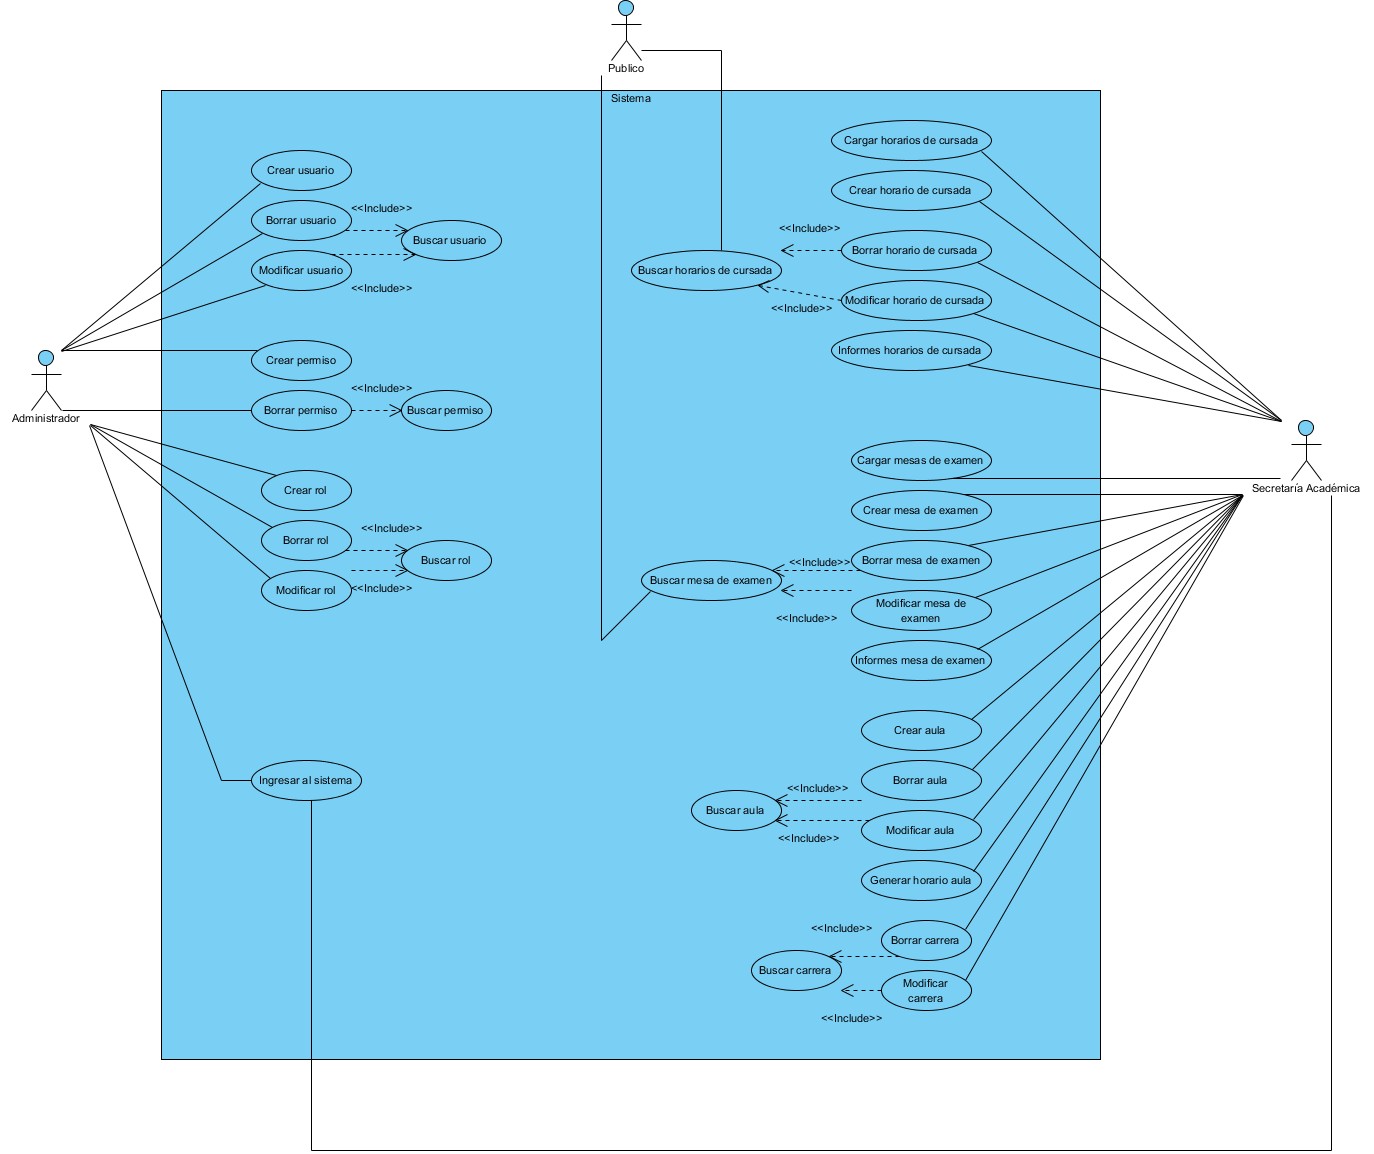 Publico
Sistema
Cargar horarios de cursada
Crear usuario
Crear horario de cursada
<<Include>>
Borrar usuario
<<Include>>
Buscar usuario
Borrar horario de cursada
Modificar usuario
Buscar horarios de cursada
<<Include>>
Modificar horario de cursada
<<Include>>
Informes horarios de cursada
Crear permiso
<<Include>>
Borrar permiso
Buscar permiso
Administrador
Cargar mesas de examen
Secretaría Académica
Crear rol
Crear mesa de examen
<<Include>>
Borrar rol
Buscar rol
<<Include>>
Borrar mesa de examen
Buscar mesa de examen
Modificar rol
<<Include>>
Modificar mesa de
examen
<<Include>>
Informes mesa de examen
Crear aula
Ingresar al sistema
Borrar aula
<<Include>>
Buscar aula
Modificar aula
<<Include>>
Generar horario aula
<<Include>>
Borrar carrera
Buscar carrera
Modificar
carrera
<<Include>>